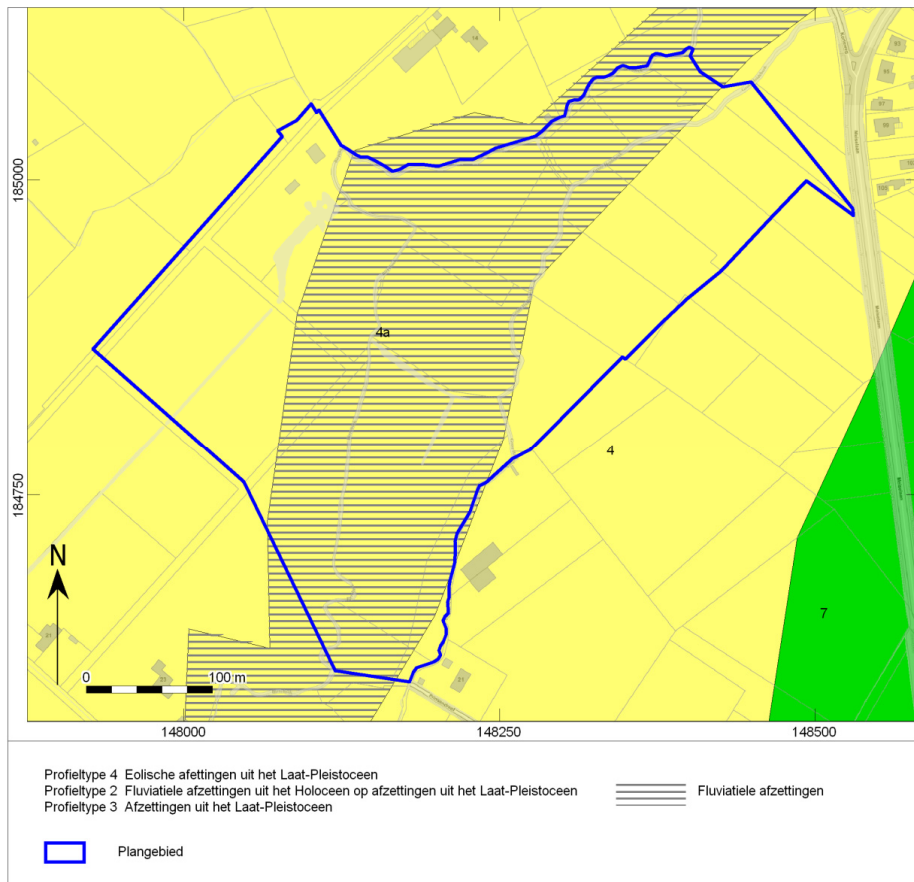 185000
184750
4a
4
7
N
0 100 m
148000 148250 148500
Profieltype 4 Eolische afettingen uit het Laat-Pleistoceen
Profieltype 2 Fluviatiele afzettingen uit het Holoceen op afzettingen uit het Laat-Pleistoceen
Profieltype 3 Afzettingen uit het Laat-Pleistoceen
Fluviatiele afzettingen
Plangebied